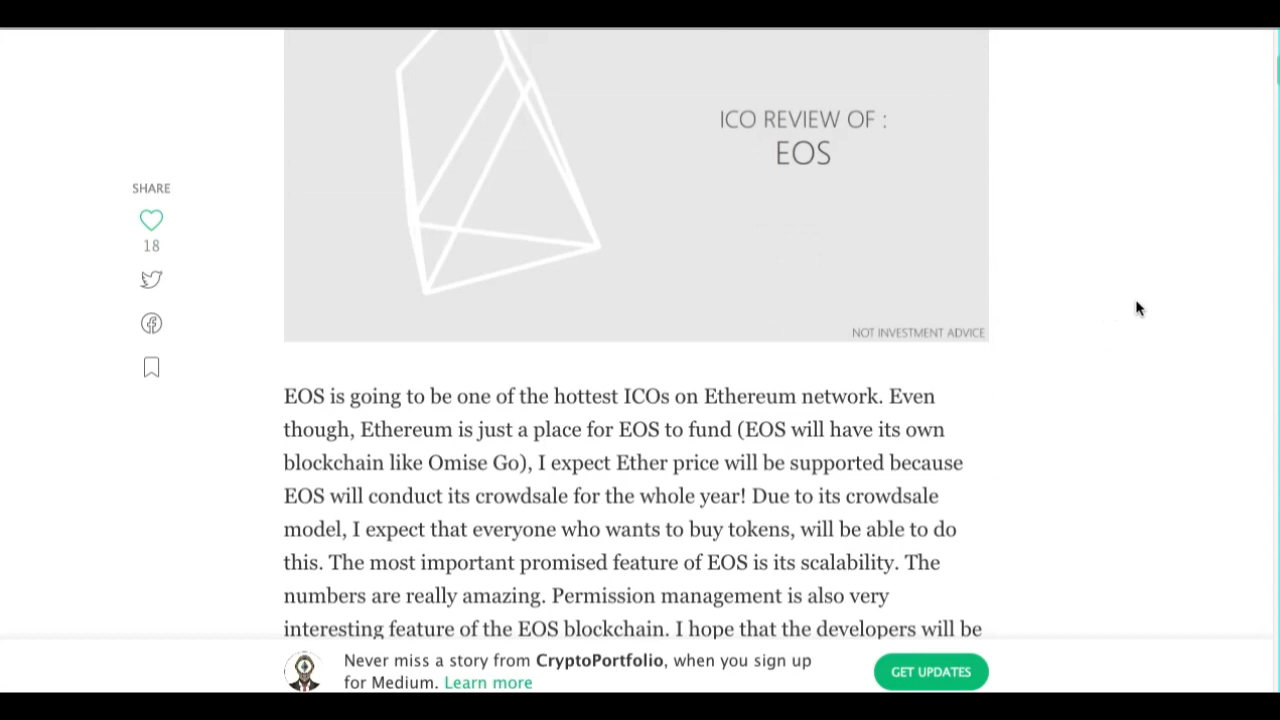 ICO REVIEW OF :
EOS
NOT INVESTMENT ADVICE
SHARE
18
EOS is going to be one of the hottest ICOs on Ethereum network. Even
though, Ethereum is just a place for EOS to fund (EOS will have its own
blockchain like Omise Go), I expect Ether price will be supported because
EOS will conduct its crowdsale for the whole year! Due to its crowdsale
model, I expect that everyone who wants to buy tokens, will be able to do
this. The most important promised feature of EOS is its scalability. The
numbers are really amazing. Permission management is also very
interesting feature of the EOS blockchain. I hope that the developers will be
Never miss a story from CryptoPortfolio, when you sign up
for Medium. Learn more
GET UPDATES